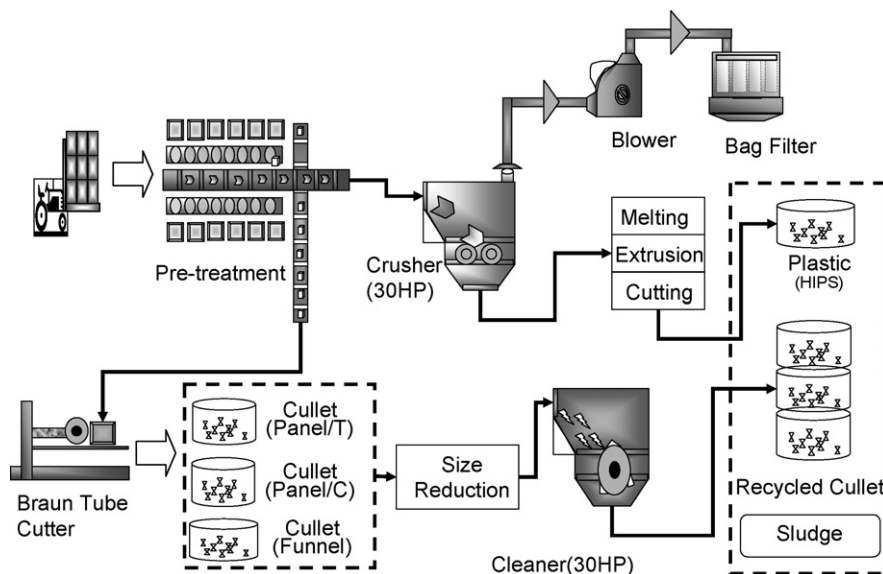 Blower
Bag Filter
Pre-treatment
Crusher
(30HP)
Melting
Extrusion
Cutting
Plastic
(HIPS)
Braun Tube
Cutter
Cullet
(Panel/T)
Cullet
(Panel/C)
Cullet
(Funnel)
Size
Reduction
Cleaner(30HP)
Recycled Cullet
Sludge